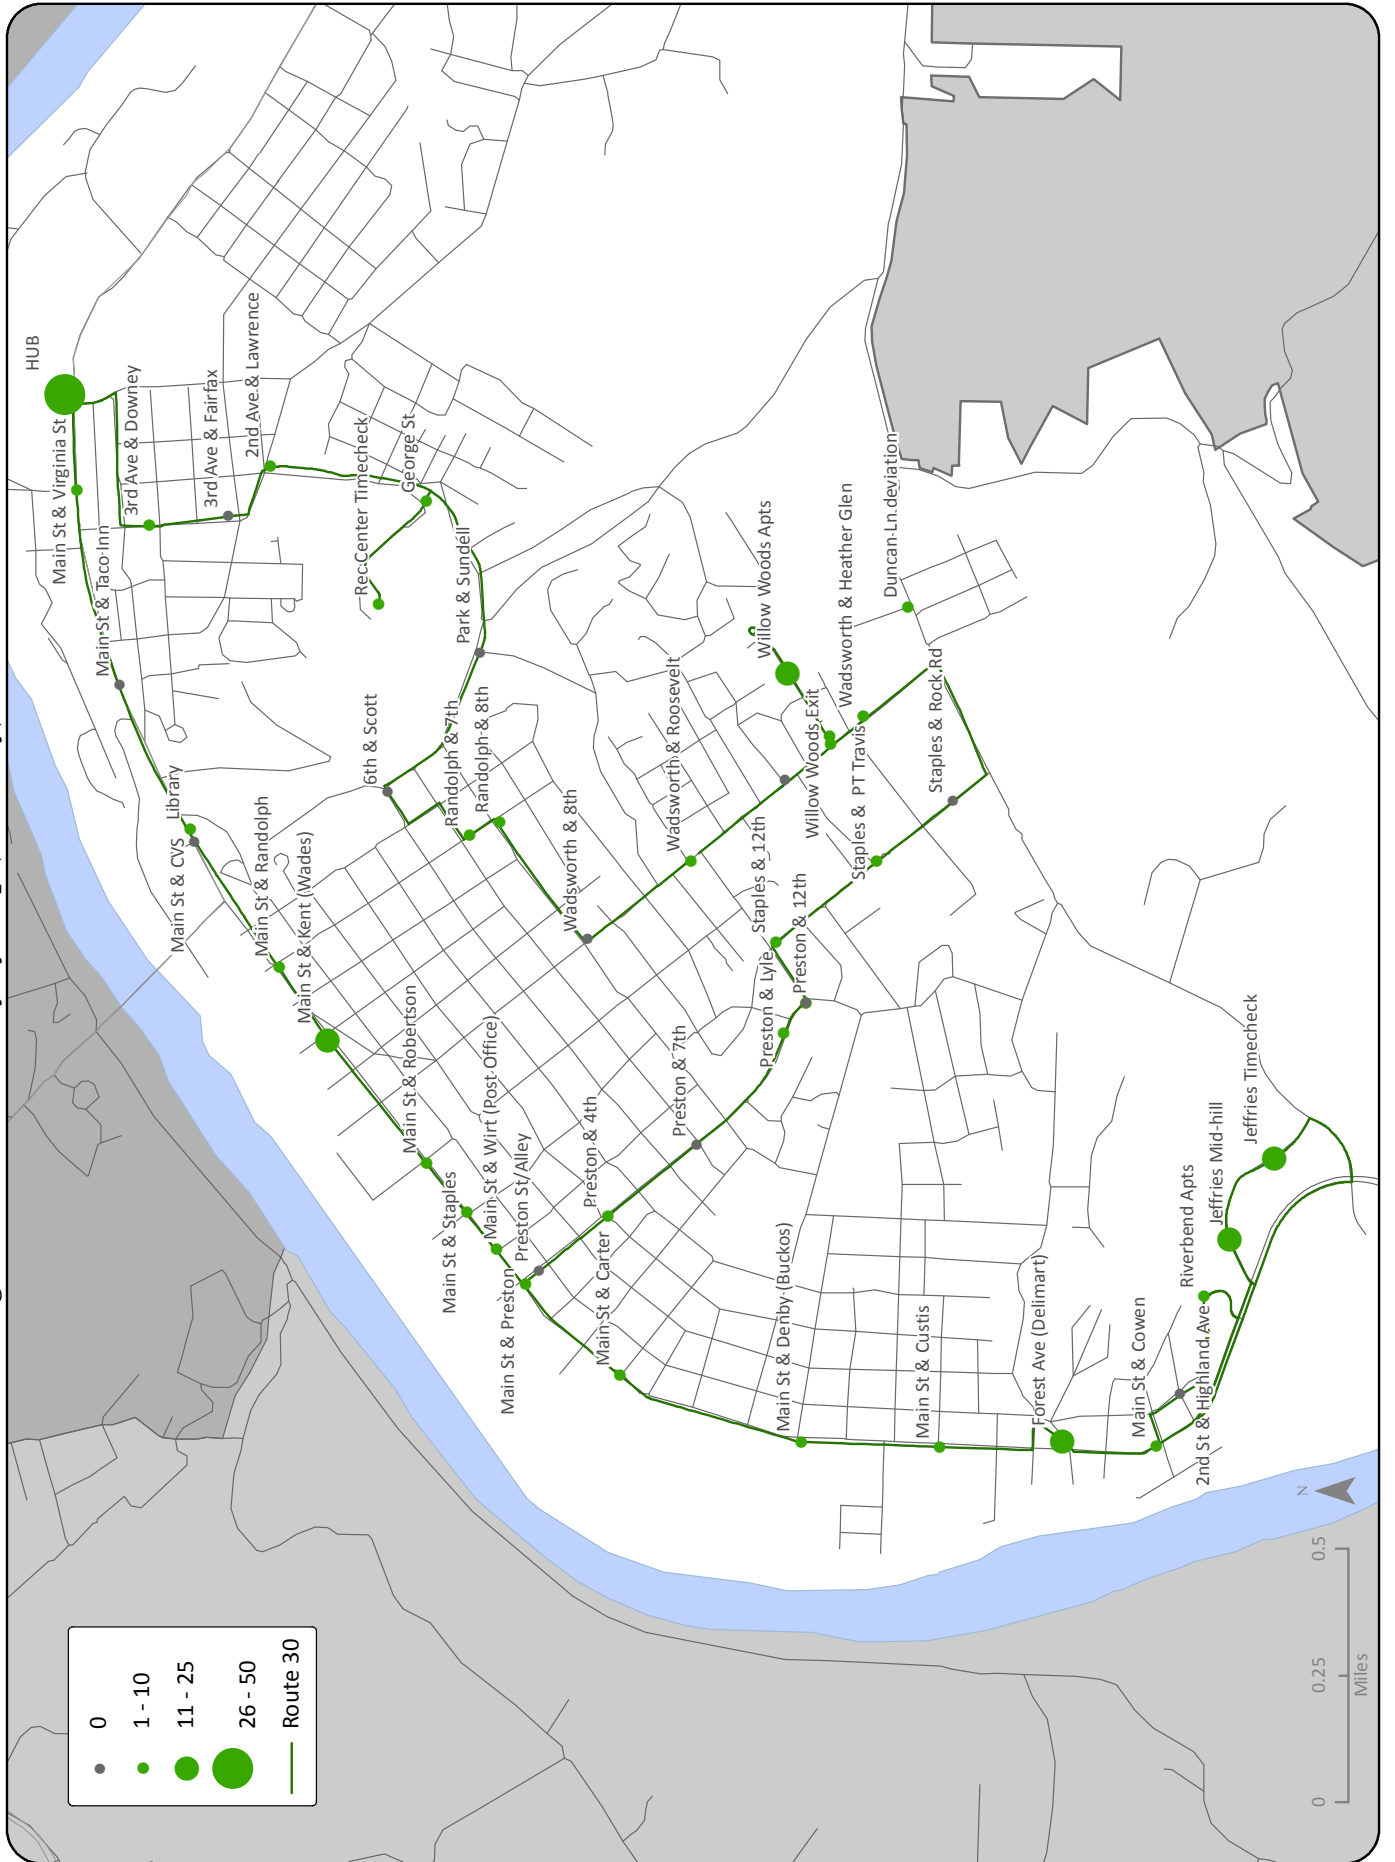 HUB
Main St & Virginia St
3rd Ave & Downey
3rd Ave & Fairfax
2nd Ave & Lawrence
Main St & Taco Inn
Rec Center Timecheck
George St
Park & Sundell
Library
Main St & CVS
6th & Scott
Randolph & 7th
Randolph & 8th
Main St & Randolph
Main St & Kent (Wades)
Wadsworth & 8th
Wadsworth & Roosevelt
Willow Woods Apts
Wadsworth & Heather Glen
Duncan Ln deviation
Willow Woods Exit
Staples & PT Travis
Staples & Rock Rd
Staples & 12th
Preston & 12th
Preston & Lyle
Preston & 7th
Preston & 4th
Main St & Robertson
Main St & Wirt (Post Office)
Preston St/Alley
Main St & Staples
Main St & Preston
Main St & Carter
Main St & Denby (Buckos)
Main St & Custis
Forest Ave (Delimart)
Main St & Cowen
2nd St & Highland Ave
Riverbend Apts
Jeffries Mid-hill
Jeffries Timecheck
0
1 - 10
11 - 25
26 - 50
Route 30
N
0 0.25 0.5
Miles